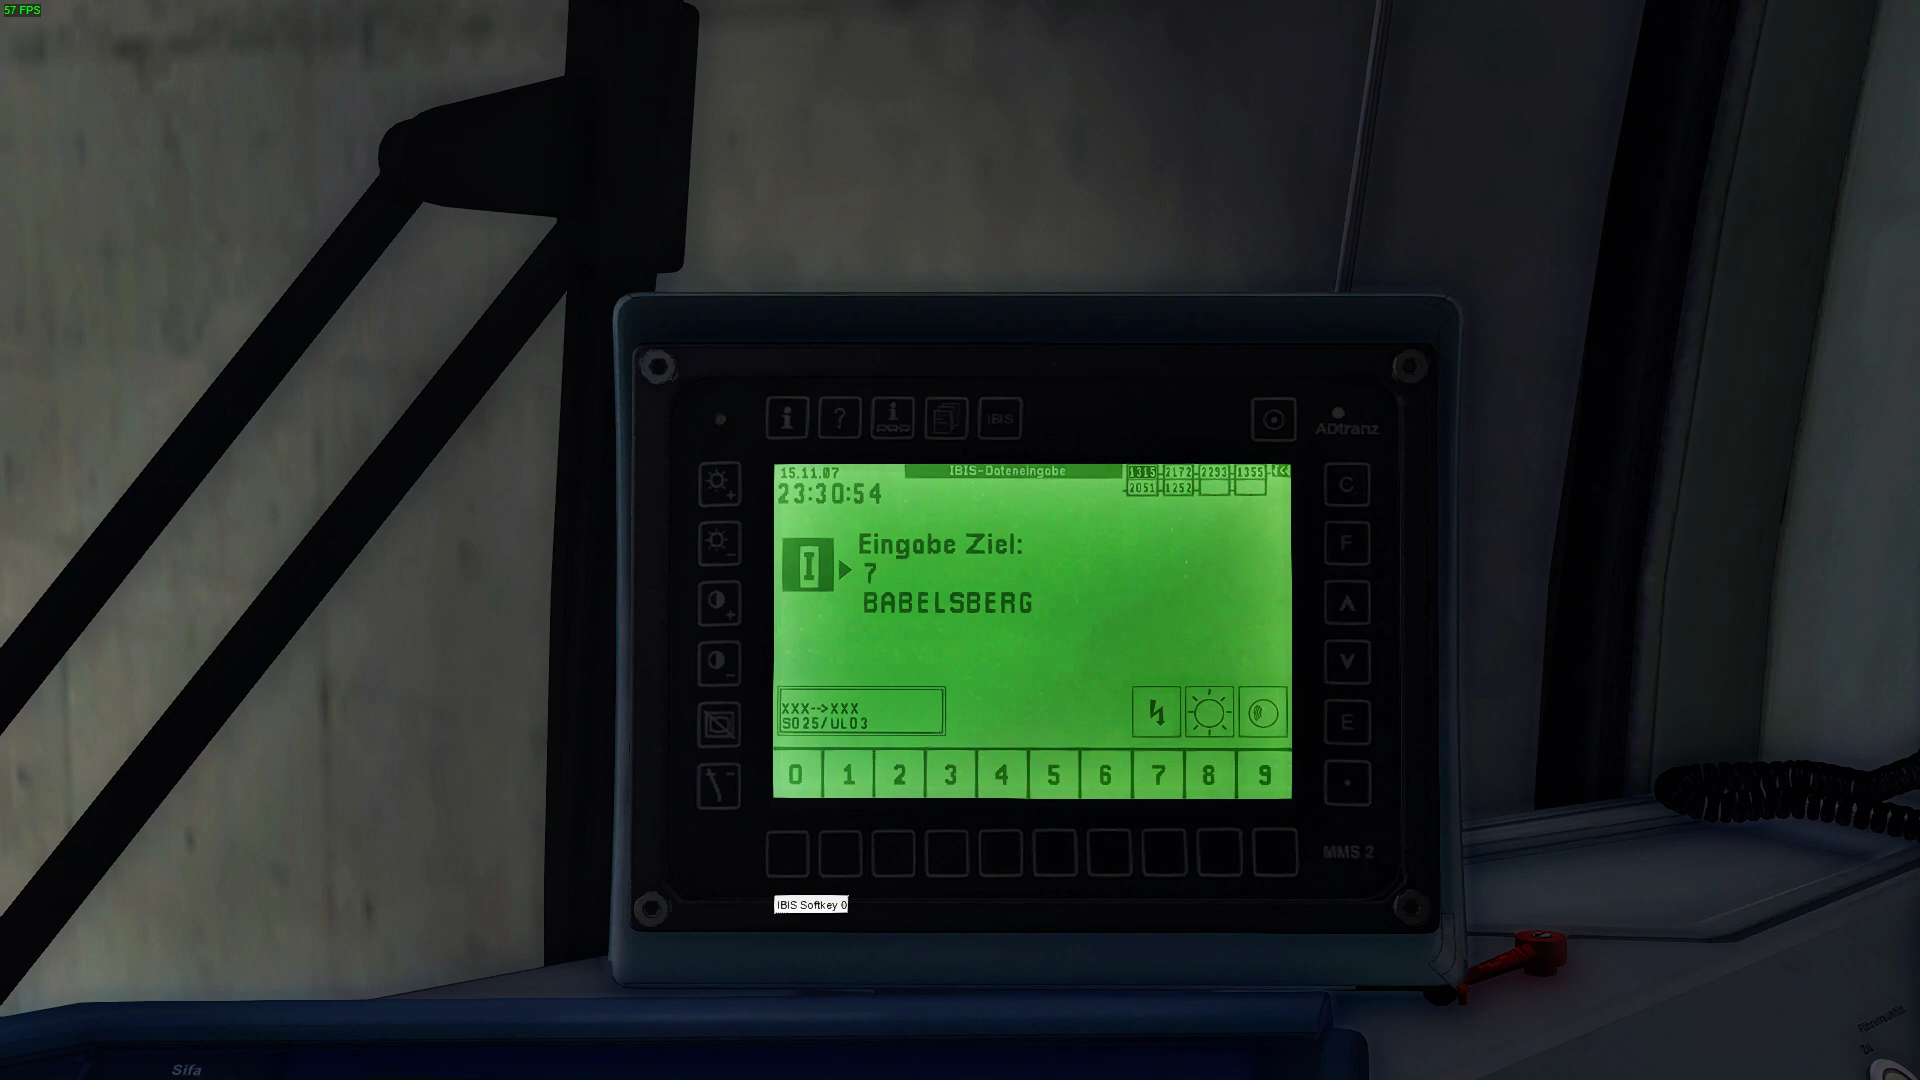 57 FPS
i ? i IBIS
ADtranz
15.11.07
IBIS-Dateneingabe
1315 2172 2293 1355
23:30:54
2051 1252
C
Eingabe Ziel:
F
I
7
BABELSBERG
XXX-->XXX
S025/UL03
E
0 1 2 3 4 5 6 7 8 9
MMS 2
IBIS Softkey 0
Sifa